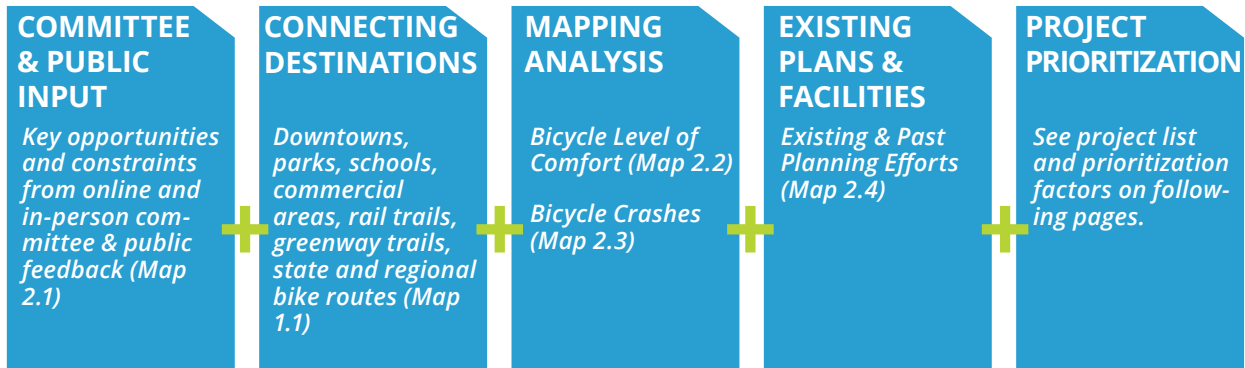 COMMITTEE
& PUBLIC
INPUT
Key opportunities
and constraints
from online and
in-person com-
mittee & public
feedback (Map
2.1)
+
CONNECTING
DESTINATIONS
Downtowns,
parks, schools,
commercial
areas, rail trails,
greenway trails,
state and regional
bike routes (Map
1.1)
+
MAPPING
ANALYSIS
Bicycle Level of
Comfort (Map 2.2)
Bicycle Crashes
(Map 2.3)
+
EXISTING
PLANS &
FACILITIES
Existing & Past
Planning Efforts
(Map 2.4)
+
PROJECT
PRIORITIZATION
See project list
and prioritization
factors on follow-
ing pages.